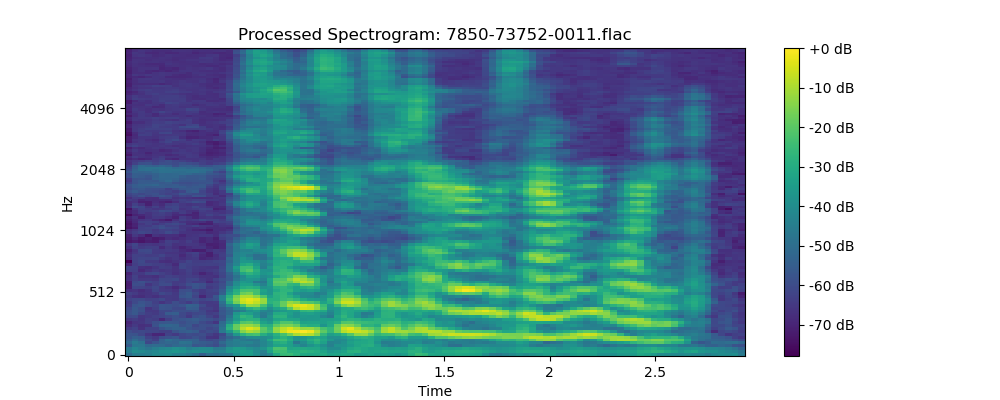 Processed Spectrogram: 7850-73752-0011.flac
+0 dB
-10 dB
-20 dB
-30 dB
-40 dB
-50 dB
-60 dB
-70 dB
4096
2048
1024
512
0
Hz
0
0.5
1
1.5
2
2.5
Time